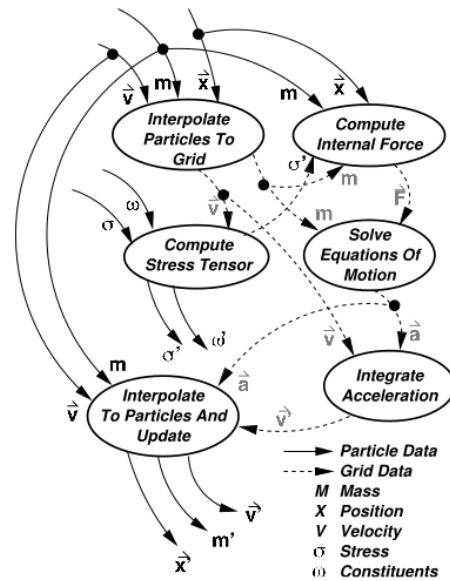 v⃗ m x⃗ m x⃗
Interpolate
Particles To
Grid
Compute
Internal Force
σ'
m
ω
σ
v⃗
m
F⃗
Compute
Stress Tensor
Solve
Equations Of
Motion
σ' ω'
v⃗ a⃗
m
a⃗
v⃗
Interpolate
To Particles And
Update
Integrate
Acceleration
v⃗'
x⃗' m' v⃗'
Particle Data
Grid Data
M Mass
X Position
V Velocity
σ Stress
ω Constituents